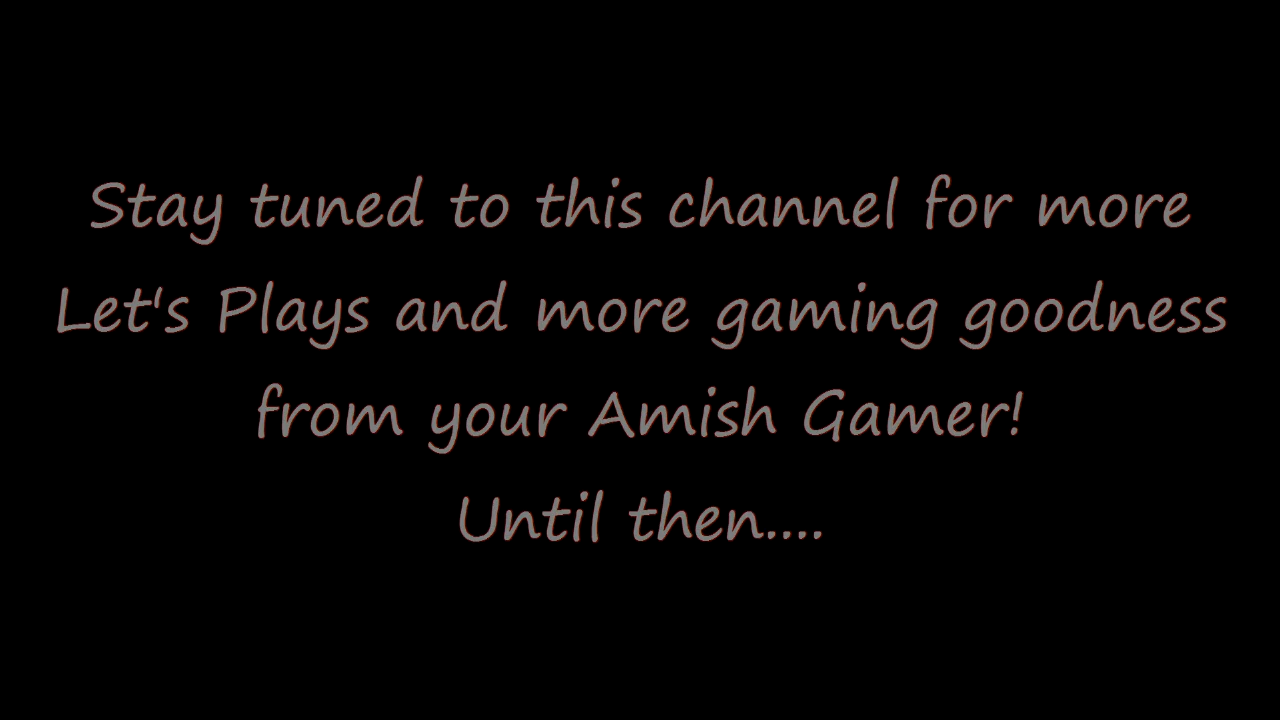 Stay tuned to this channel for more
Let's Plays and more gaming goodness
from your Amish Gamer!
Until then....